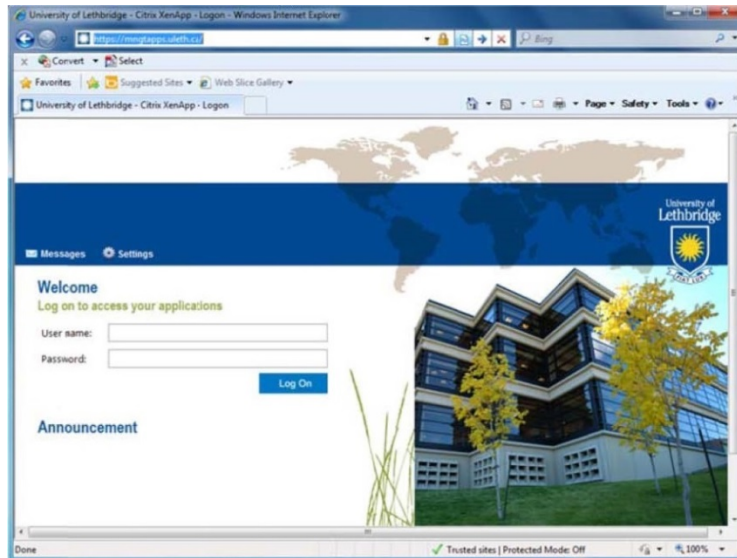 University of Lethbridge - Citrix XenApp - Logon - Windows Internet Explorer
https://mngtapps.uleth.ca/
Bing
x Convert Select
Favorites Suggested Sites Web Slice Gallery
University of Lethbridge - Citrix XenApp - Logon
Page Safety Tools
University of
Lethbridge
Messages Settings
FIAT LUX
Welcome
Log on to access your applications
User name:
Password:
Log On
Announcement
Done
Trusted sites | Protected Mode: Off
100%